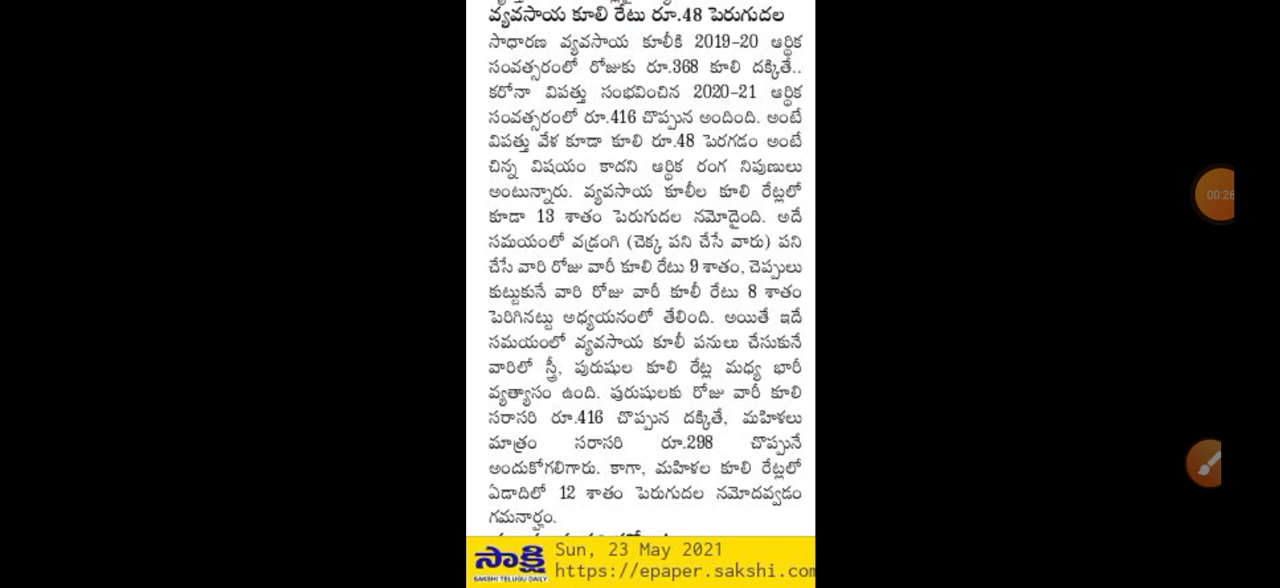 వ్యవసాయ కూలి రేటు రూ.48 పెరుగుదల
సాధారణ వ్యవసాయ కూలీకి 2019-20 ఆర్థిక
సంవత్సరంలో రోజుకు రూ.368 కూలి దక్కితే..
కరోనా విపత్తు సంభవించిన 2020-21 ఆర్థిక
సంవత్సరంలో రూ.416 చొప్పున అందింది. అంటే
విపత్తు వేళ కూడా కూలి రూ.48 పెరగడం అంటే
చిన్న విషయం కాదని ఆర్థిక రంగ నిపుణులు
అంటున్నారు. వ్యవసాయ కూలీల కూలి రేట్లలో
కూడా 13 శాతం పెరుగుదల నమోదైంది. అదే
సమయంలో వడ్రంగి (చెక్క పని చేసే వారు) పని
చేసే వారి రోజు వారీ కూలి రేటు 9 శాతం, చెప్పులు
కుట్టుకునే వారి రోజు వారీ కూలీ రేటు 8 శాతం
పెరిగినట్టు అధ్యయనంలో తేలింది. అయితే ఇదే
సమయంలో వ్యవసాయ కూలీ పనులు చేసుకునే
వారిలో స్త్రీ, పురుషుల కూలి రేట్ల మధ్య భారీ
వ్యత్యాసం ఉంది. పురుషులకు రోజు వారీ కూలి
సరాసరి రూ.416 చొప్పున దక్కితే, మహిళలు
మాత్రం సరాసరి రూ.298 చొప్పునే
అందుకోగలిగారు. కాగా, మహిళల కూలి రేట్లలో
ఏడాదిలో 12 శాతం పెరుగుదల నమోదవ్వడం
గమనార్హం.
సాక్షి
SAKSHI TELUGU DAILY
Sun, 23 May 2021
https://epaper.sakshi.com
00:26